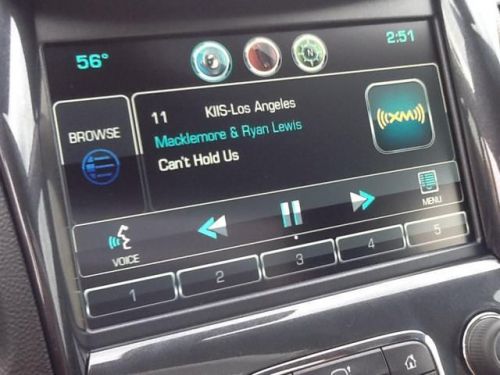 56°
N
2:51
11
KIIS-Los Angeles
BROWSE
Macklemore & Ryan Lewis
Can't Hold Us
((XM))
VOICE
MENU
1
2
3
4
5